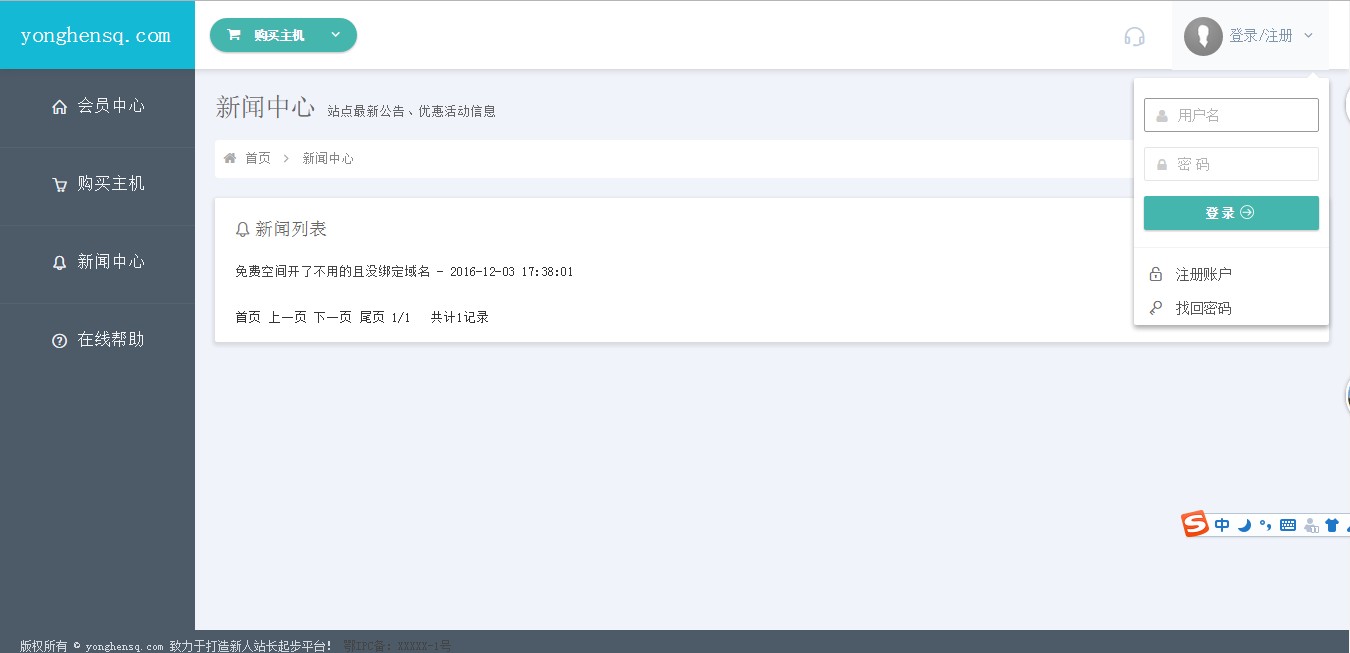 yonghensq.com
购买主机
登录/注册
会员中心
购买主机
新闻中心
在线帮助
新闻中心 站点最新公告、优惠活动信息
首页 > 新闻中心
新闻列表
免费空间开了不用的且没绑定域名 - 2016-12-03 17:38:01
首页 上一页 下一页 尾页 1/1 共计1记录
用户名
密 码
登 录
注册账户
找回密码
S 中
版权所有 © yonghensq.com 致力于打造新人站长起步平台! 鄂IPC备：XXXXX-1号